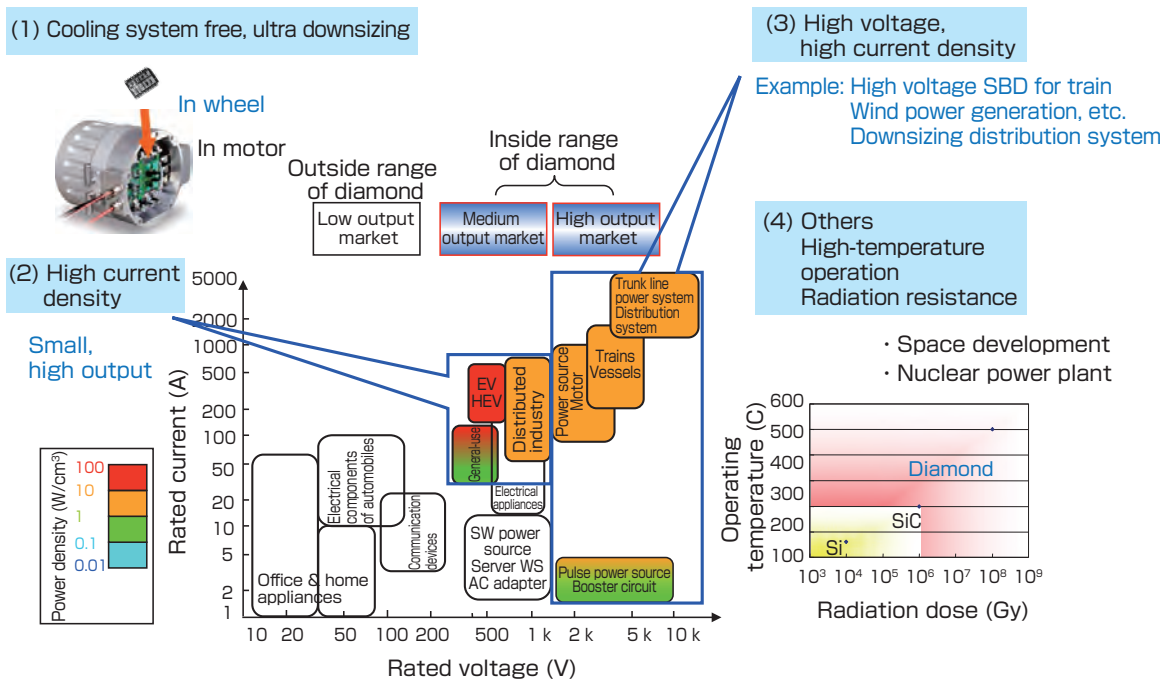 (1) Cooling system free, ultra downsizing
In wheel
In motor
(2) High current
density
Small,
high output
(3) High voltage,
high current density
Example: High voltage SBD for train
Wind power generation, etc.
Downsizing distribution system
(4) Others
High-temperature
operation
Radiation resistance
・Space development
・Nuclear power plant
Outside range
of diamond
Inside range
of diamond
Low output
market
Medium
output market
High output
market
Rated current (A)
5000
2000
1000
500
200
100
50
20
10
5
2
1
10
20
50
100
200
500
1 k
2 k
5 k
10 k
Rated voltage (V)
Office & home
appliances
Electrical
components
of automobiles
Communication
devices
General-use
EV
HEV
Distributed
industry
Electrical
appliances
SW power
source
Server WS
AC adapter
Power source
Motor
Trains
Vessels
Trunk line
power system
Distribution
system
Pulse power source
Booster circuit
Power density (W/cm³)
100
10
1
0.1
0.01
Operating
temperature (C)
600
500
400
300
200
100
Diamond
SiC
Si
10³
10⁴
10⁵
10⁶
10⁷
10⁸
10⁹
Radiation dose (Gy)